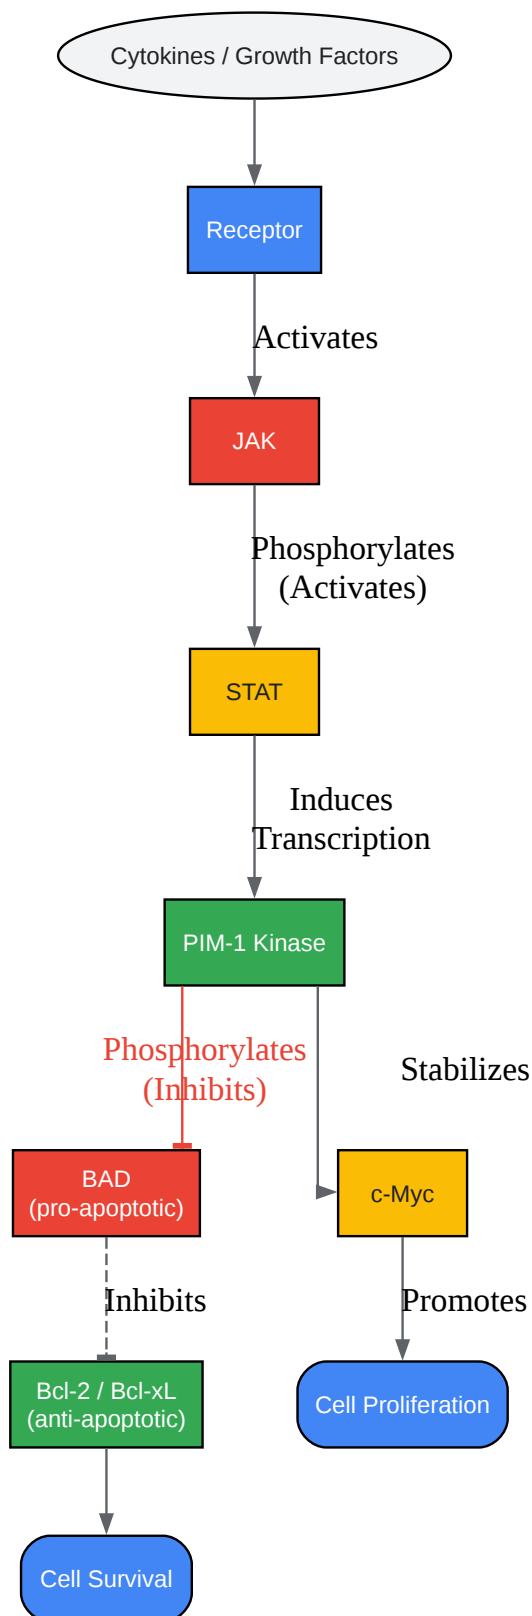 Cytokines / Growth Factors
Receptor
Activates
JAK
Phosphorylates
(Activates)
STAT
Induces
Transcription
PIM-1 Kinase
Phosphorylates
(Inhibits)
Stabilizes
BAD
(pro-apoptotic)
c-Myc
Inhibits
Promotes
Bcl-2 / Bcl-xL
(anti-apoptotic)
Cell Proliferation
Cell Survival